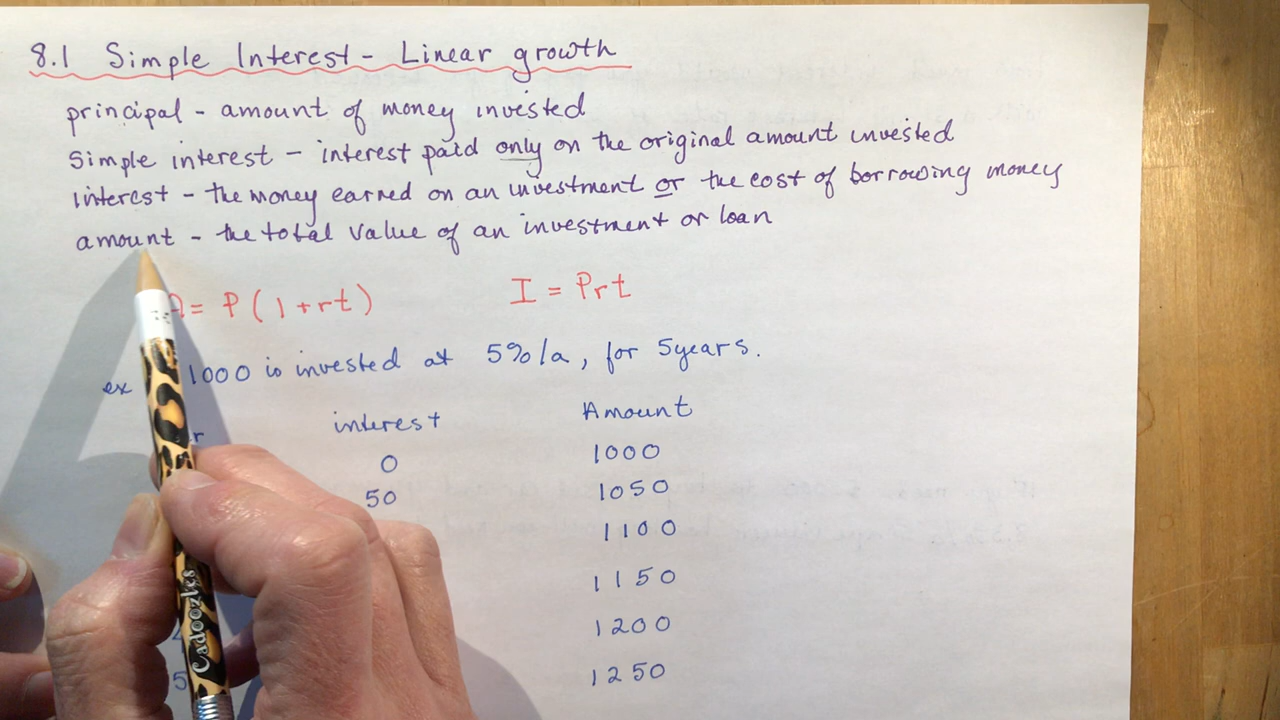 8.1 Simple Interest - Linear growth
principal - amount of money invested
Simple interest - interest paid only on the original amount invested
interest - the money earned on an investment or the cost of borrowing money
amount - the total value of an investment or loan
A = P(1+rt) I = Prt
ex 1000 is invested at 5%/a, for 5 years.
r interest Amount
0 1000
50 1050
1100
1150
1200
5 1250
Cadoozles